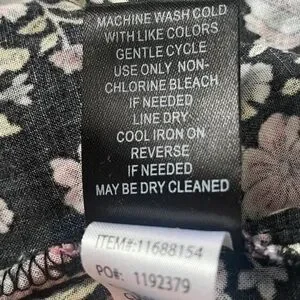 MACHINE WASH COLD
WITH LIKE COLORS
GENTLE CYCLE
USE ONLY NON-
CHLORINE BLEACH
IF NEEDED
LINE DRY
COOL IRON ON
REVERSE
IF NEEDED
MAY BE DRY CLEANED
ITEM#:11688154
PO#: 1192379